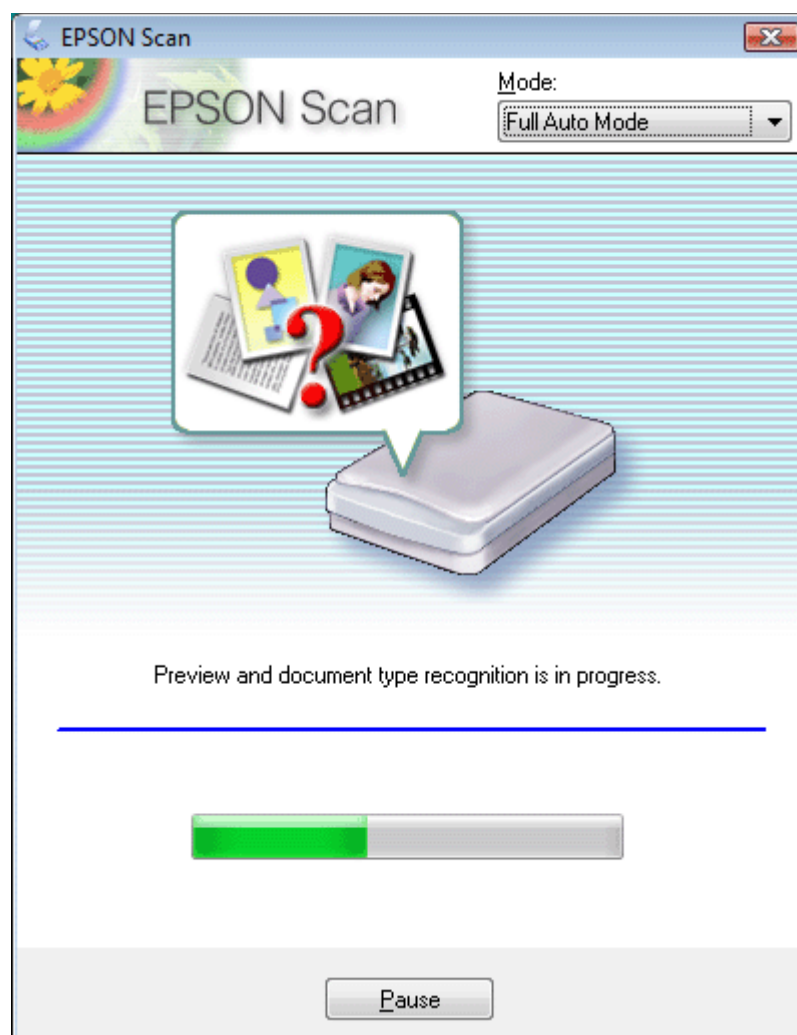 EPSON Scan
EPSON Scan
Mode:
Full Auto Mode
Preview and document type recognition is in progress.
Pause